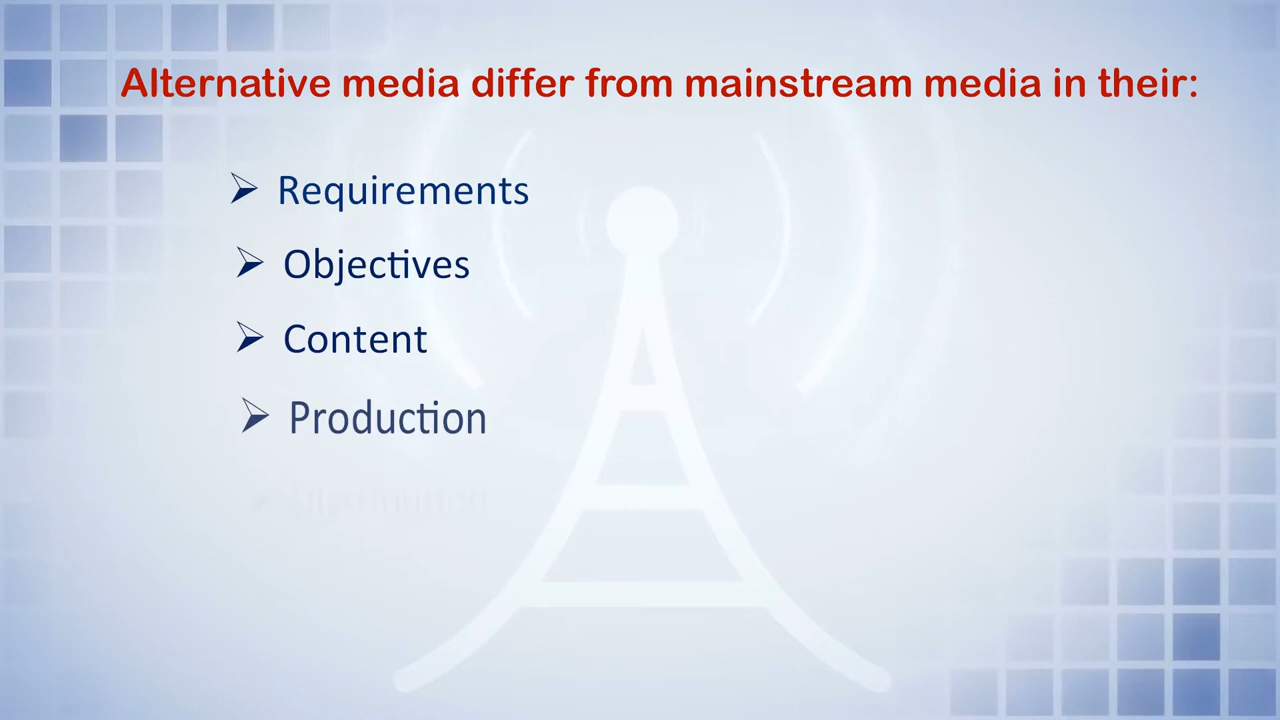 Alternative media differ from mainstream media in their:
Requirements
Objectives
Content
Production